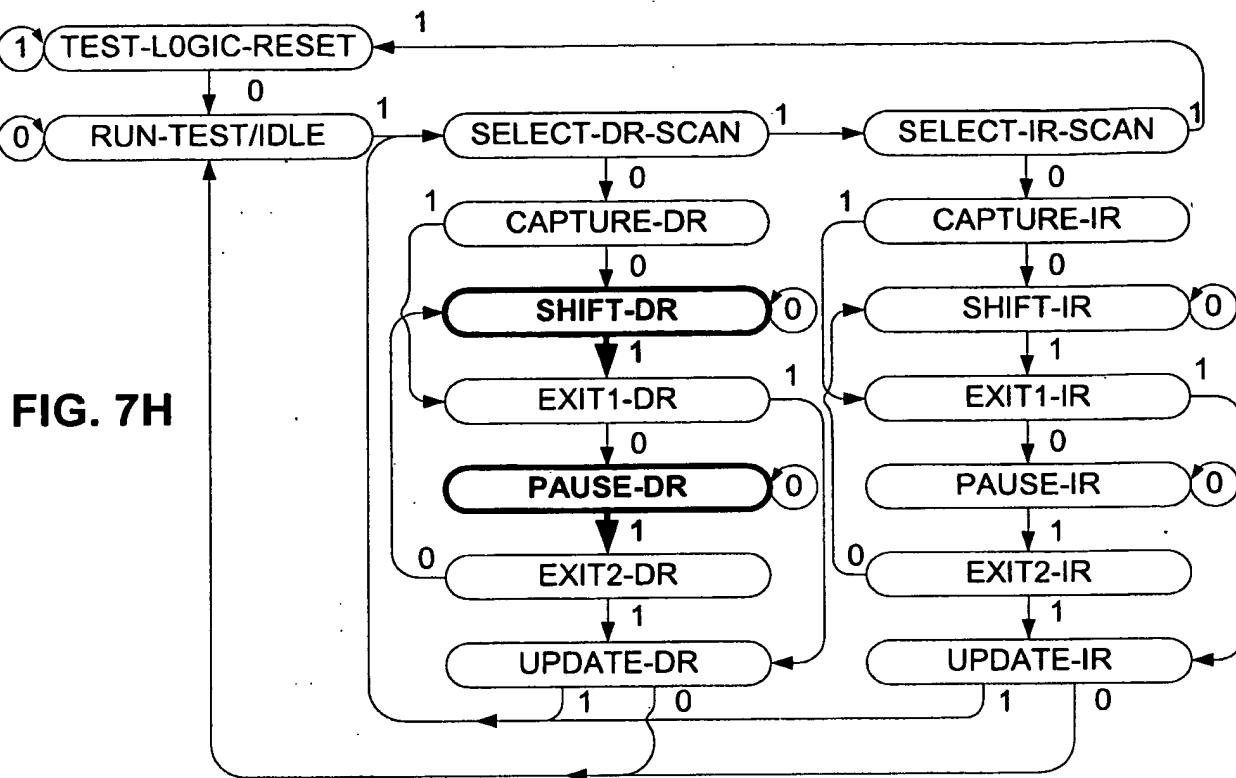 1
1 TEST-L0GIC-RESET
0
1
0 RUN-TEST/IDLE
SELECT-DR-SCAN
1
SELECT-IR-SCAN
1
0
0
1
CAPTURE-DR
1
CAPTURE-IR
0
0
SHIFT-DR
0
SHIFT-IR
0
1
1
EXIT1-DR
1
EXIT1-IR
1
FIG. 7H
0
0
PAUSE-DR
0
PAUSE-IR
0
1
1
0
EXIT2-DR
0
EXIT2-IR
1
1
UPDATE-DR
UPDATE-IR
1
0
1
0